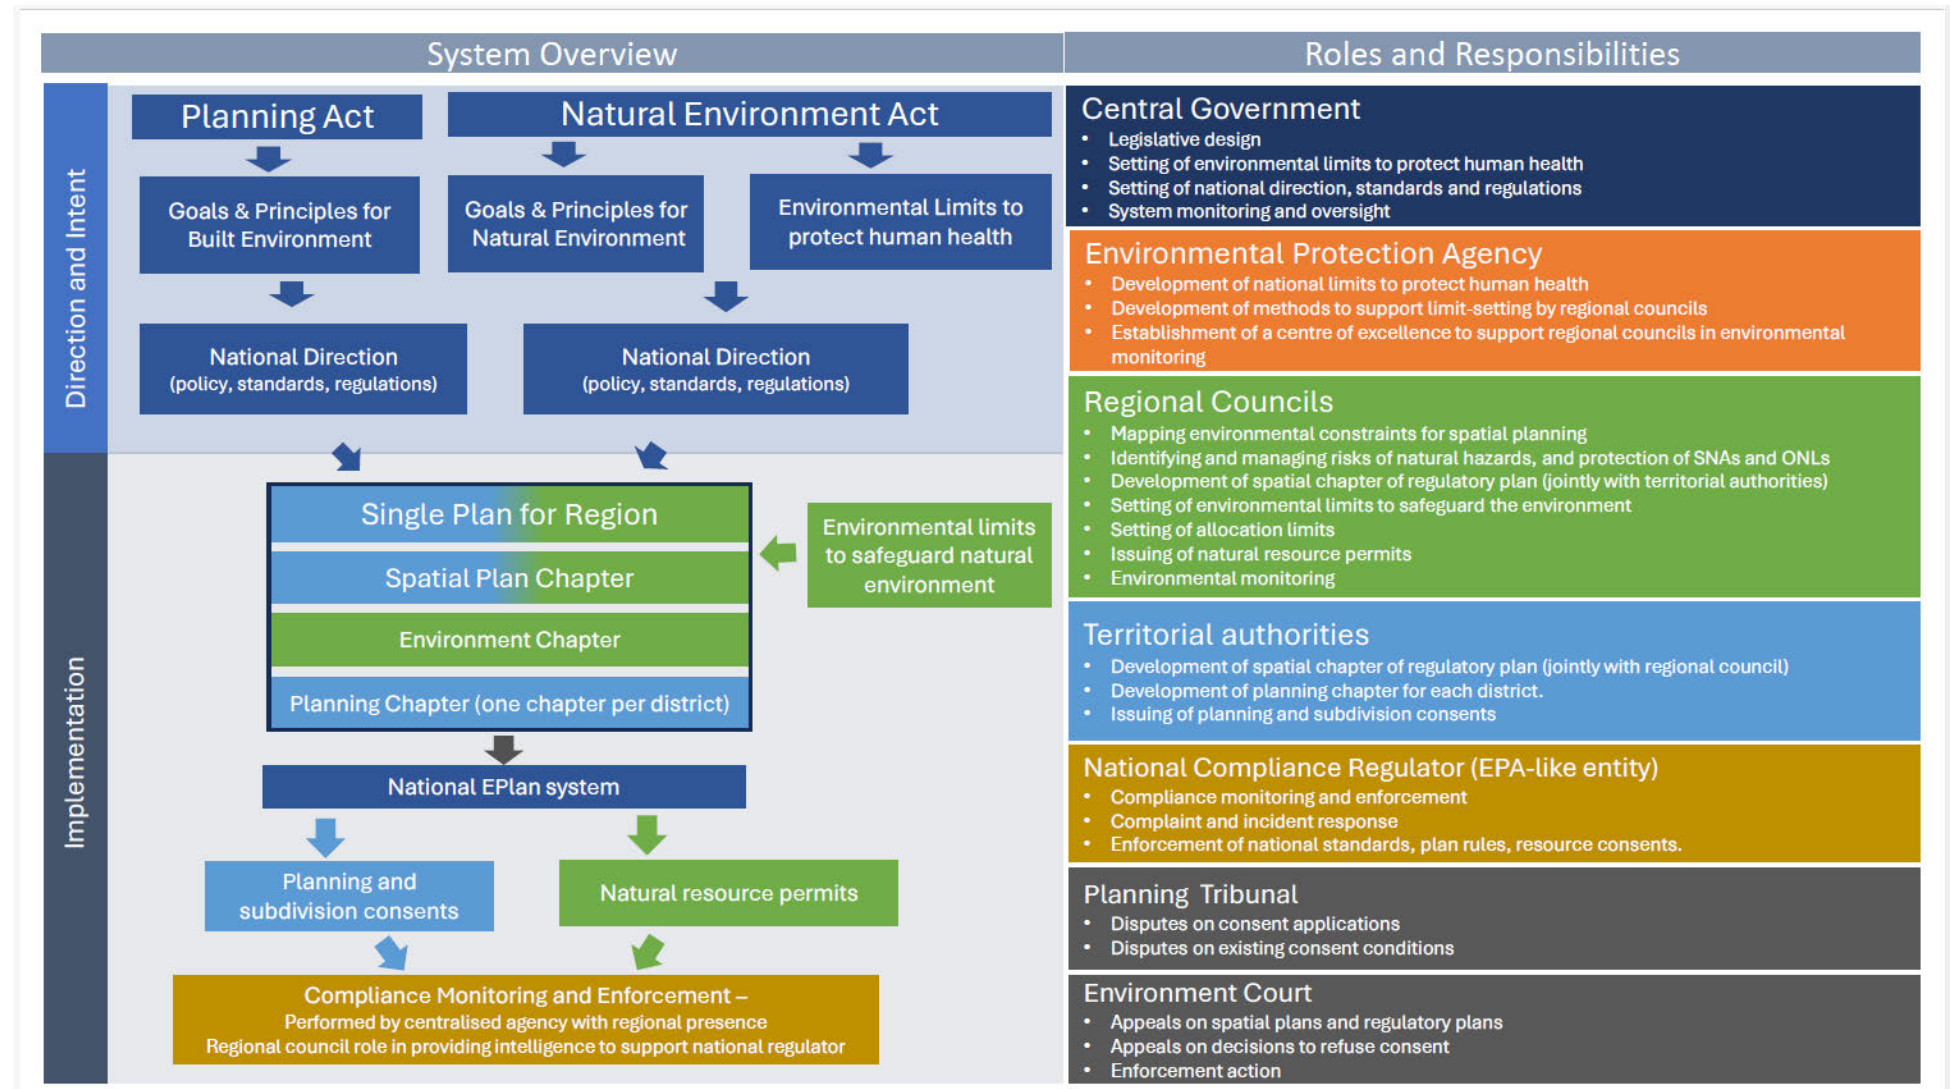 System Overview
Roles and Responsibilities
Direction and Intent
Planning Act
Natural Environment Act
Goals & Principles for
Built Environment
Goals & Principles for
Natural Environment
Environmental Limits to
protect human health
National Direction
(policy, standards, regulations)
National Direction
(policy, standards, regulations)
Implementation
Single Plan for Region
Spatial Plan Chapter
Environment Chapter
Planning Chapter (one chapter per district)
Environmental limits
to safeguard natural
environment
National EPlan system
Planning and
subdivision consents
Natural resource permits
Compliance Monitoring and Enforcement –
Performed by centralised agency with regional presence
Regional council role in providing intelligence to support national regulator
Central Government
• Legislative design
• Setting of environmental limits to protect human health
• Setting of national direction, standards and regulations
• System monitoring and oversight
Environmental Protection Agency
• Development of national limits to protect human health
• Development of methods to support limit-setting by regional councils
• Establishment of a centre of excellence to support regional councils in environmental
monitoring
Regional Councils
• Mapping environmental constraints for spatial planning
• Identifying and managing risks of natural hazards, and protection of SNAs and ONLs
• Development of spatial chapter of regulatory plan (jointly with territorial authorities)
• Setting of environmental limits to safeguard the environment
• Setting of allocation limits
• Issuing of natural resource permits
• Environmental monitoring
Territorial authorities
• Development of spatial chapter of regulatory plan (jointly with regional council)
• Development of planning chapter for each district.
• Issuing of planning and subdivision consents
National Compliance Regulator (EPA-like entity)
• Compliance monitoring and enforcement
• Complaint and incident response
• Enforcement of national standards, plan rules, resource consents.
Planning Tribunal
• Disputes on consent applications
• Disputes on existing consent conditions
Environment Court
• Appeals on spatial plans and regulatory plans
• Appeals on decisions to refuse consent
• Enforcement action